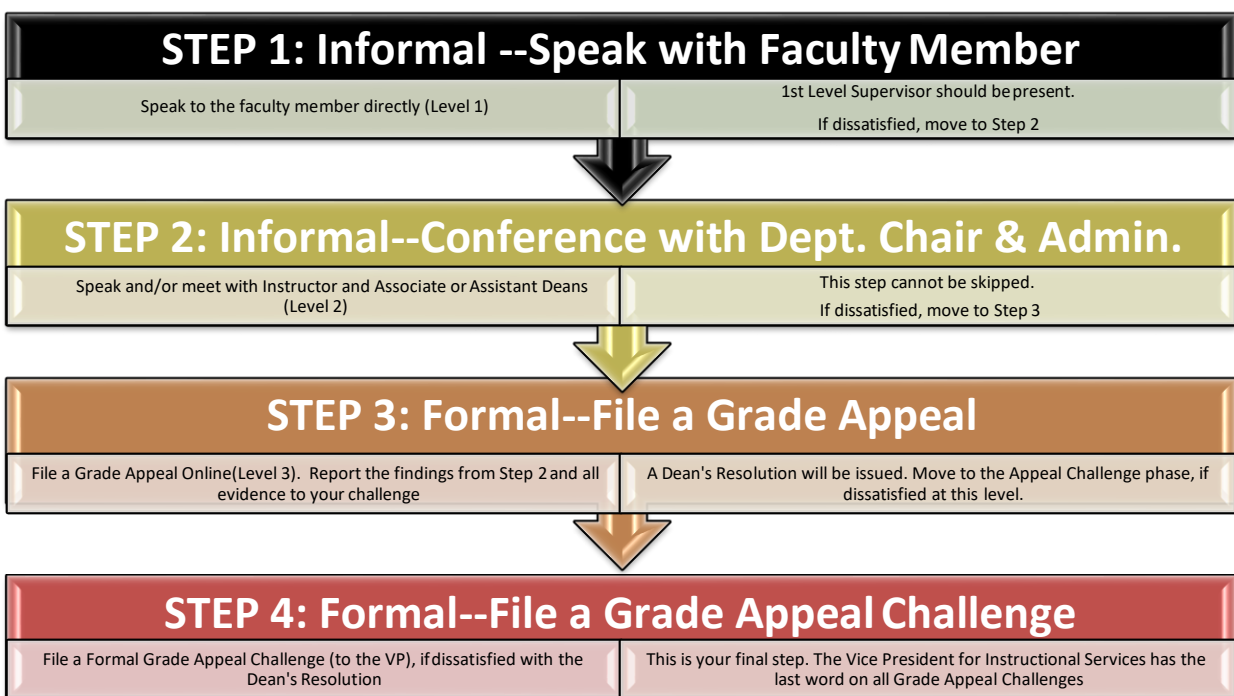 STEP 1: Informal --Speak with Faculty Member
Speak to the faculty member directly (Level 1)
1st Level Supervisor should be present.
If dissatisfied, move to Step 2
STEP 2: Informal--Conference with Dept. Chair & Admin.
Speak and/or meet with Instructor and Associate or Assistant Deans
(Level 2)
This step cannot be skipped.
If dissatisfied, move to Step 3
STEP 3: Formal--File a Grade Appeal
File a Grade Appeal Online(Level 3). Report the findings from Step 2 and all
evidence to your challenge
A Dean's Resolution will be issued. Move to the Appeal Challenge phase, if
dissatisfied at this level.
STEP 4: Formal--File a Grade Appeal Challenge
File a Formal Grade Appeal Challenge (to the VP), if dissatisfied with the
Dean's Resolution
This is your final step. The Vice President for Instructional Services has the
last word on all Grade Appeal Challenges